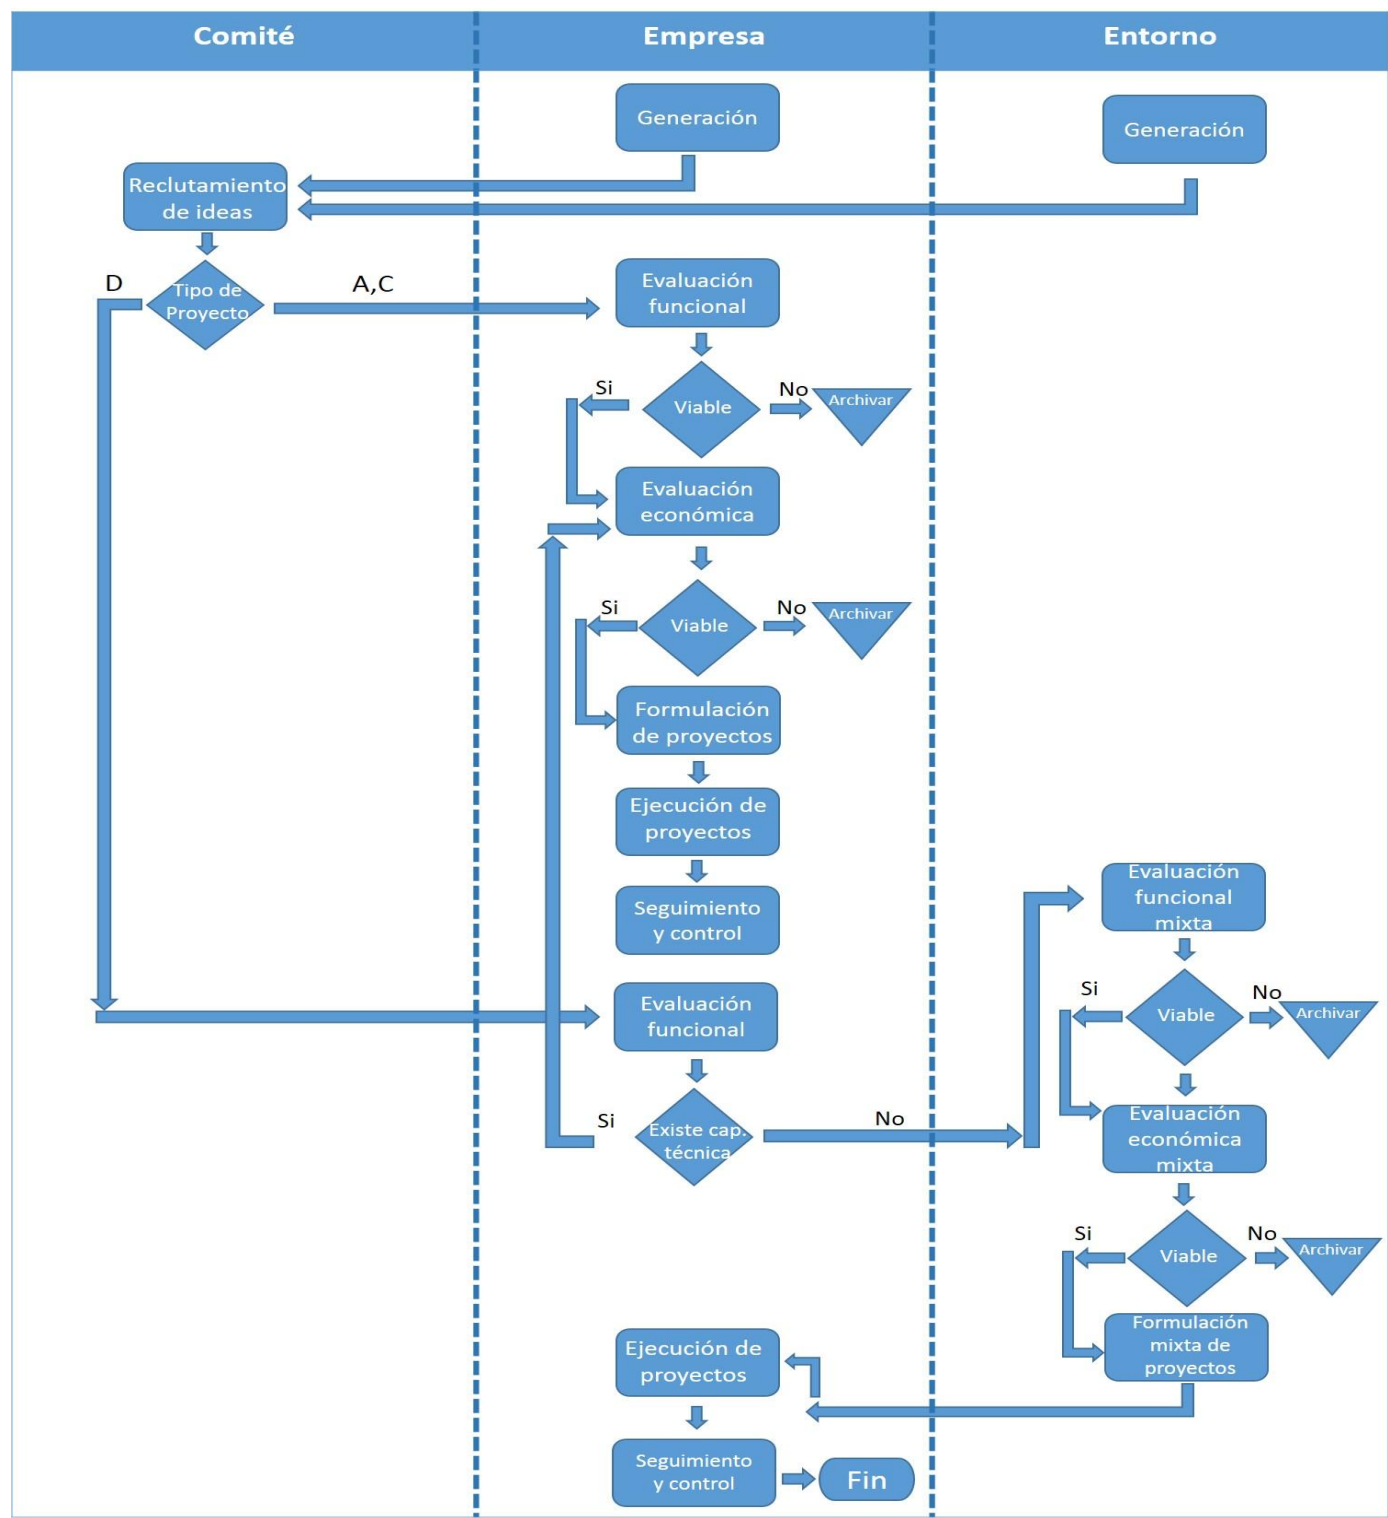 Comité
Empresa
Entorno
Generación
Generación
Reclutamiento
de ideas
D
Tipo de
Proyecto
A,C
Evaluación
funcional
Si
Viable
No
Archivar
Evaluación
económica
Si
Viable
No
Archivar
Formulación
de proyectos
Ejecución de
proyectos
Seguimiento
y control
Evaluación
funcional
mixta
Evaluación
funcional
Si
Viable
No
Archivar
Si
Existe cap.
técnica
No
Evaluación
económica
mixta
Si
Viable
No
Archivar
Formulación
mixta de
proyectos
Ejecución de
proyectos
Seguimiento
y control
Fin